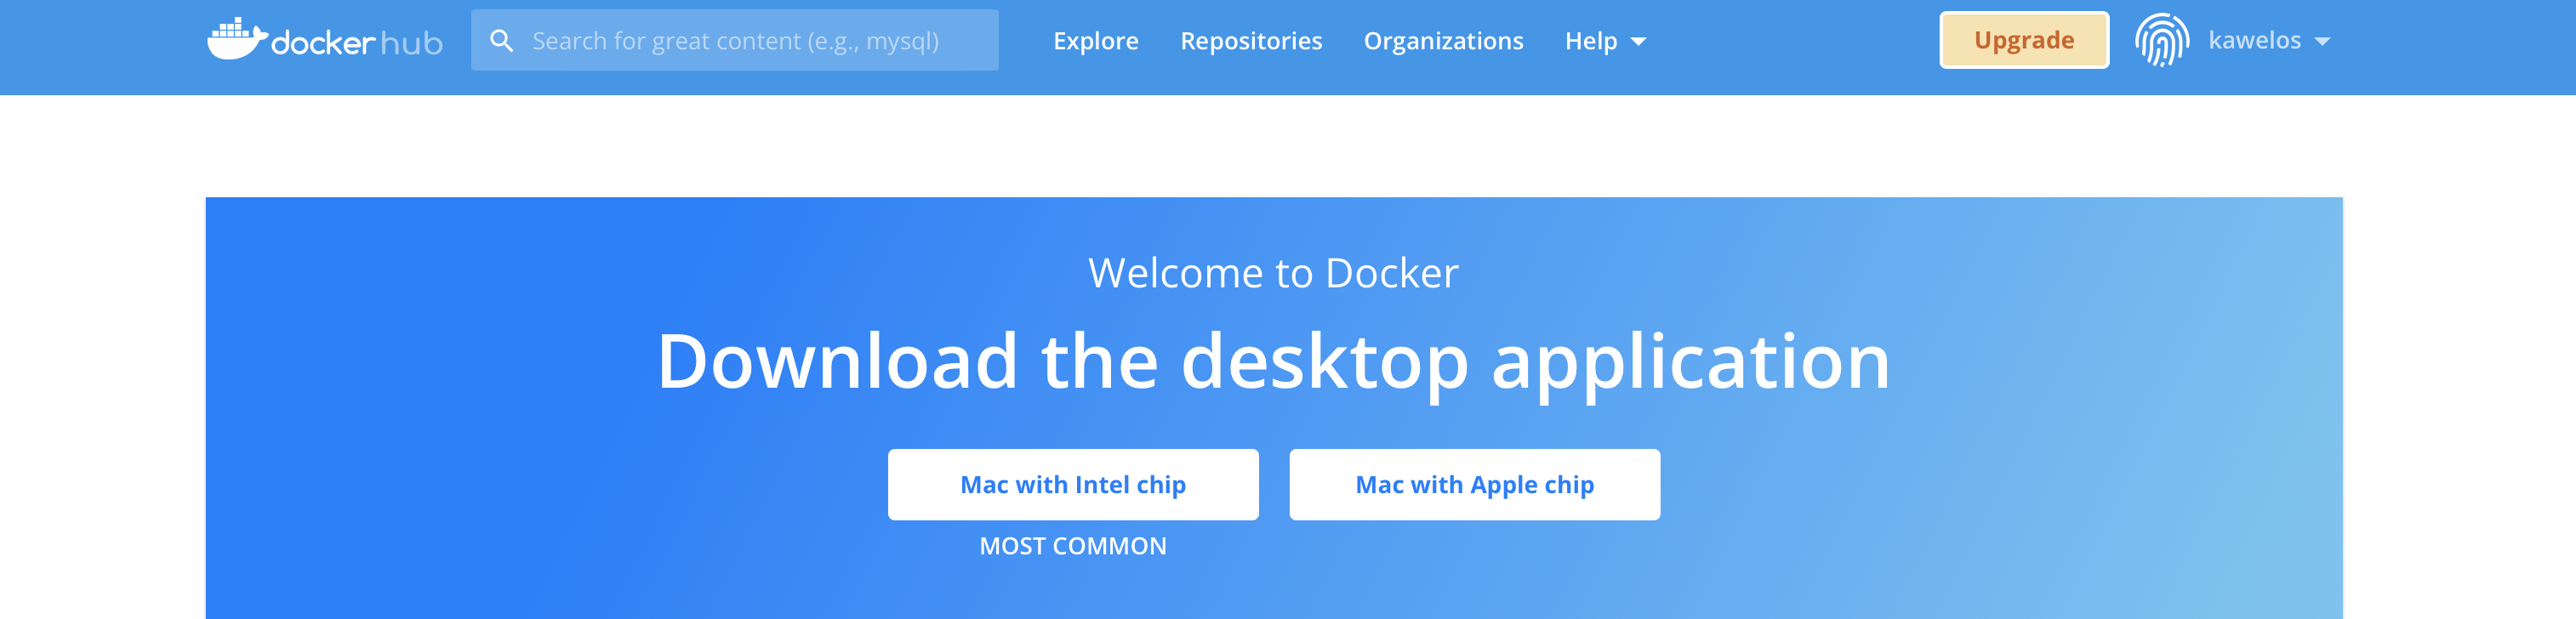 docker hub
Search for great content (e.g., mysql)
Explore
Repositories
Organizations
Help
Upgrade
kawelos
Welcome to Docker
Download the desktop application
Mac with Intel chip
Mac with Apple chip
MOST COMMON